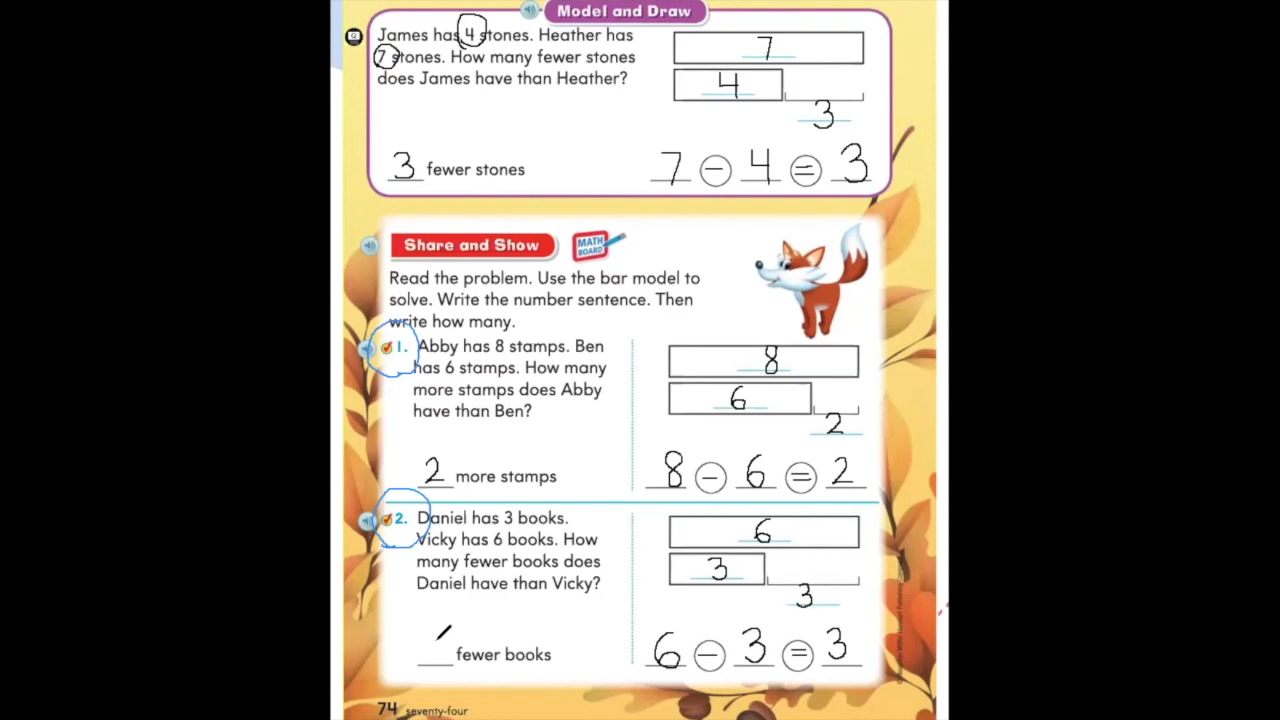 Model and Draw
James has 4 stones. Heather has
7 stones. How many fewer stones
does James have than Heather?
7
4
3
3 fewer stones
7 − 4 = 3
Share and Show
MATH BOARD
Read the problem. Use the bar model to
solve. Write the number sentence. Then
write how many.
1. Abby has 8 stamps. Ben
has 6 stamps. How many
more stamps does Abby
have than Ben?
8
6
2
2 more stamps
8 − 6 = 2
2. Daniel has 3 books.
Vicky has 6 books. How
many fewer books does
Daniel have than Vicky?
6
3
3
fewer books
6 − 3 = 3
74 seventy-four